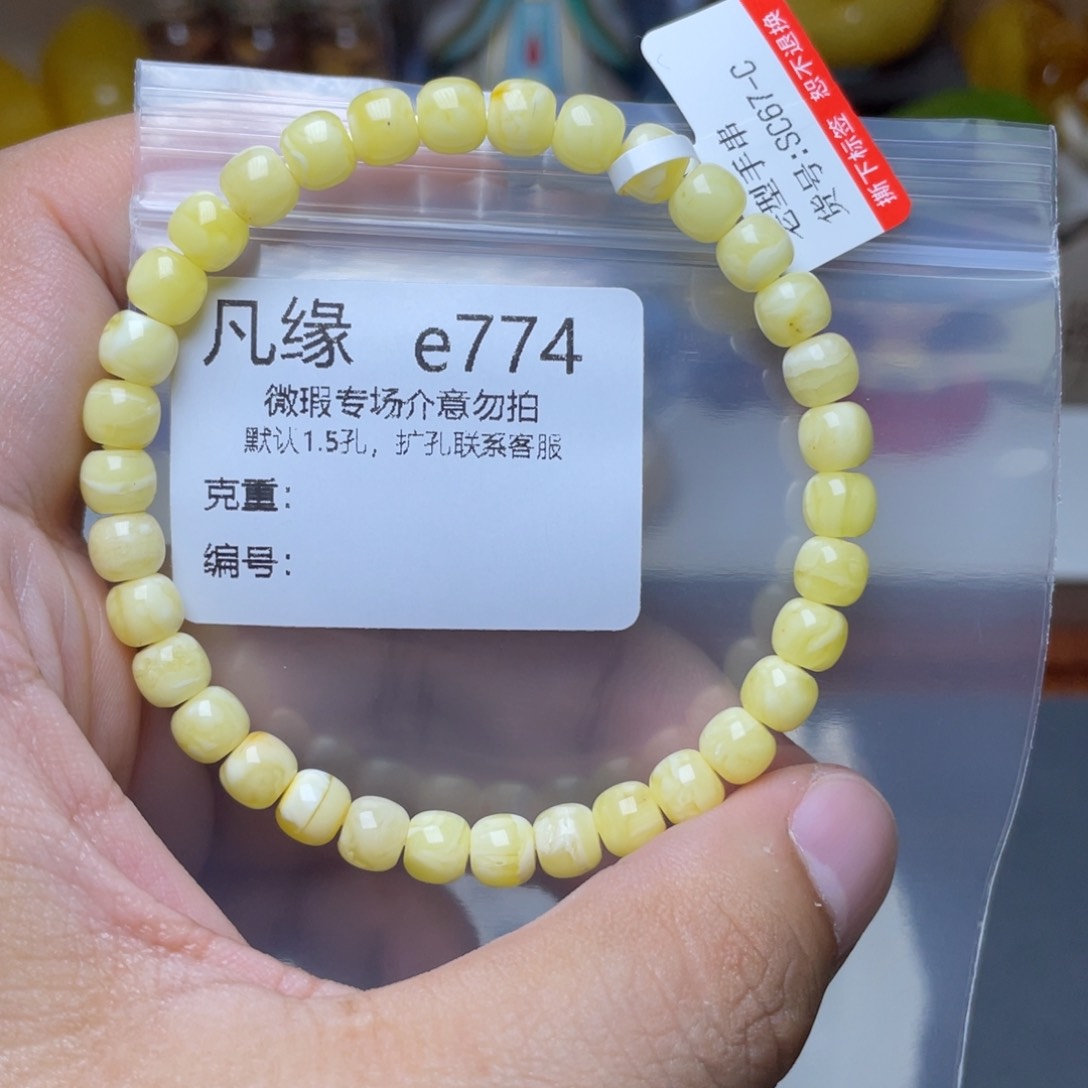 撕下标签 恕不退换
货号:SC67-C
老型手串
凡缘 e774
微瑕专场介意勿拍
默认1.5孔，扩孔联系客服
克重：
编号：